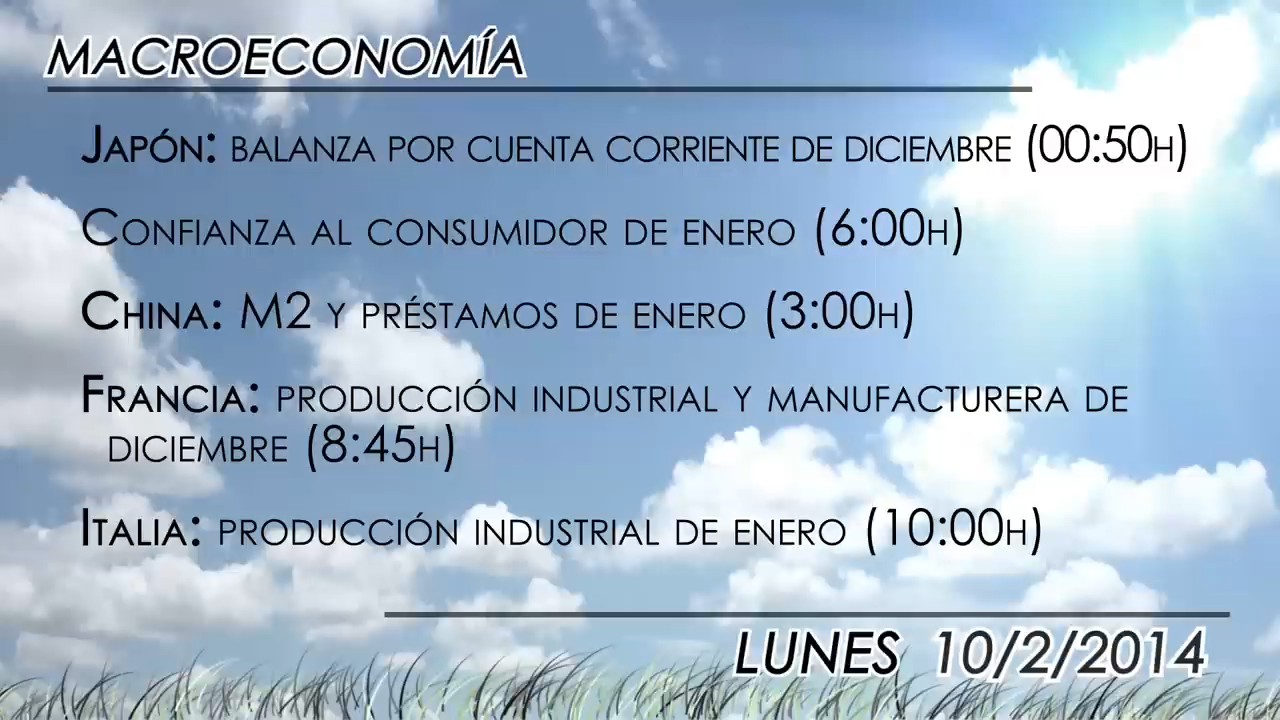 MACROECONOMÍA
JAPÓN: BALANZA POR CUENTA CORRIENTE DE DICIEMBRE (00:50H)
CONFIANZA AL CONSUMIDOR DE ENERO (6:00H)
CHINA: M2 Y PRÉSTAMOS DE ENERO (3:00H)
FRANCIA: PRODUCCIÓN INDUSTRIAL Y MANUFACTURERA DE
DICIEMBRE (8:45H)
ITALIA: PRODUCCIÓN INDUSTRIAL DE ENERO (10:00H)
LUNES 10/2/2014